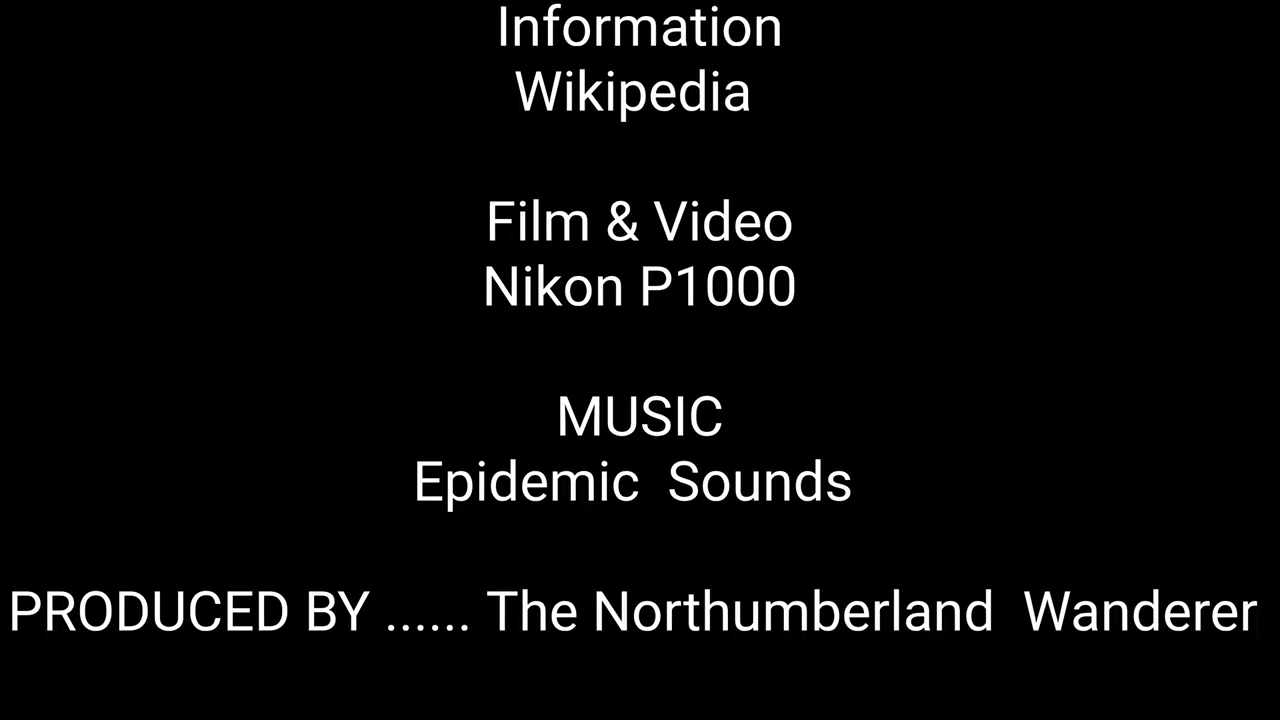 Information
Wikipedia
Film & Video
Nikon P1000
MUSIC
Epidemic  Sounds
PRODUCED BY ...... The Northumberland  Wanderer